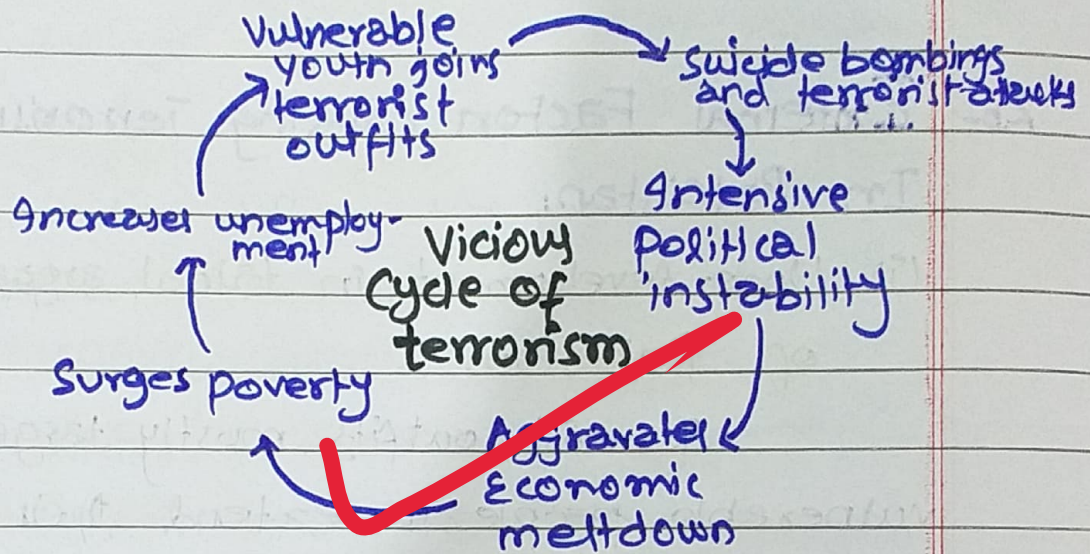 Vulnerable
youth joins
terrorist
outfits
Suicide bombings
and terrorist attacks
Intensive
political
instability
Aggravates
Economic
meltdown
Surges poverty
Increases unemploy-
ment
Vicious
Cycle of
terrorism